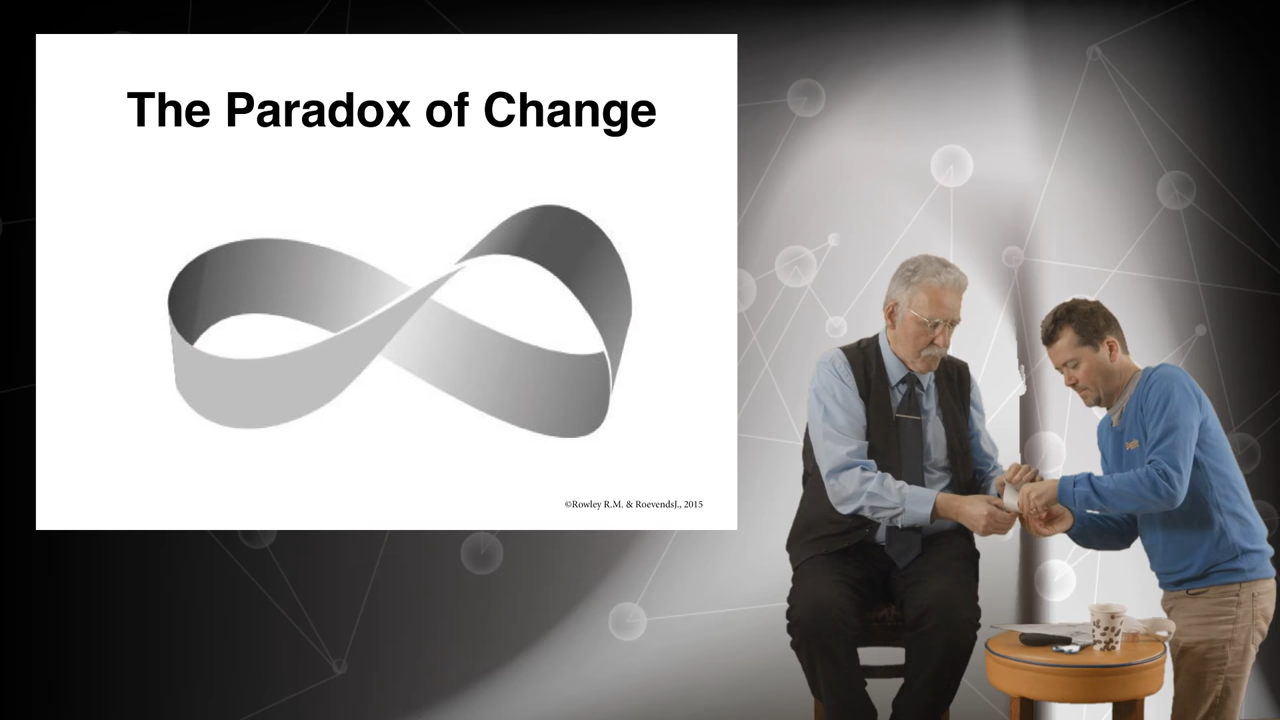 The Paradox of Change
©Rowley R.M. & RoevendsJ., 2015